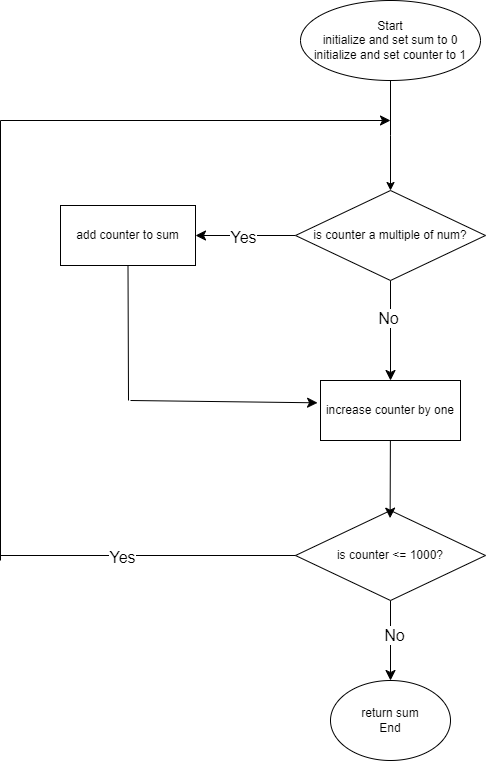 Start
initialize and set sum to 0
initialize and set counter to 1
is counter a multiple of num?
Yes
add counter to sum
No
increase counter by one
is counter <= 1000?
Yes
No
return sum
End